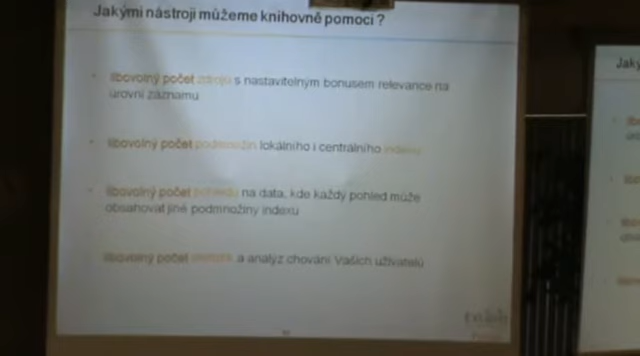 Jakými nástroji můžeme knihovně pomoci ?
libovolný počet zdrojů s nastavitelným bonusem relevance na
úrovni záznamu
libovolný počet podmnožin lokálního i centrálního indexu
libovolný počet pohledů na data, kde každý pohled může
obsahovat jiné podmnožiny indexu
libovolný počet a analýz chování Vašich uživatelů
Jaký